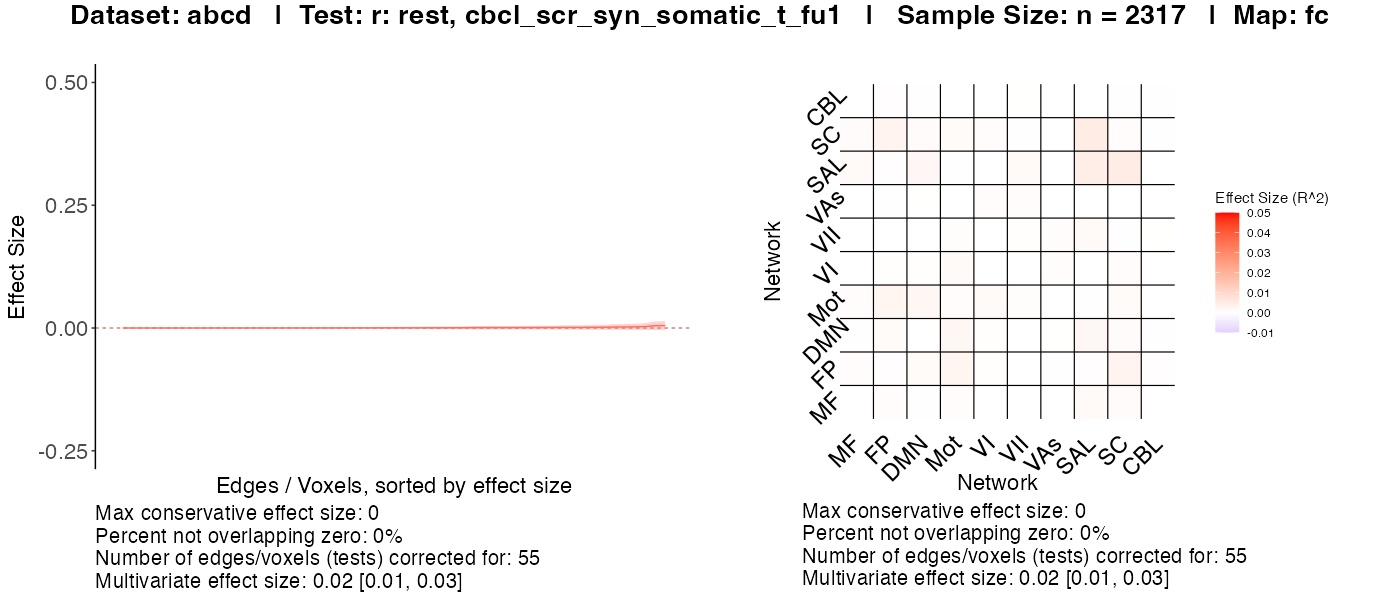 Dataset: abcd | Test: r: rest, cbcl_scr_syn_somatic_t_fu1 | Sample Size: n = 2317 | Map: fc
Effect Size
0.50
0.25
0.00
-0.25
Edges / Voxels, sorted by effect size
Max conservative effect size: 0
Percent not overlapping zero: 0%
Number of edges/voxels (tests) corrected for: 55
Multivariate effect size: 0.02 [0.01, 0.03]
Network
CBL
SC
SAL
VAs
VII
VI
Mot
DMN
FP
MF
MF
FP
DMN
Mot
VI
VII
VAs
SAL
SC
CBL
Network
Effect Size (R^2)
0.05
0.04
0.03
0.02
0.01
0.00
-0.01
Max conservative effect size: 0
Percent not overlapping zero: 0%
Number of edges/voxels (tests) corrected for: 55
Multivariate effect size: 0.02 [0.01, 0.03]